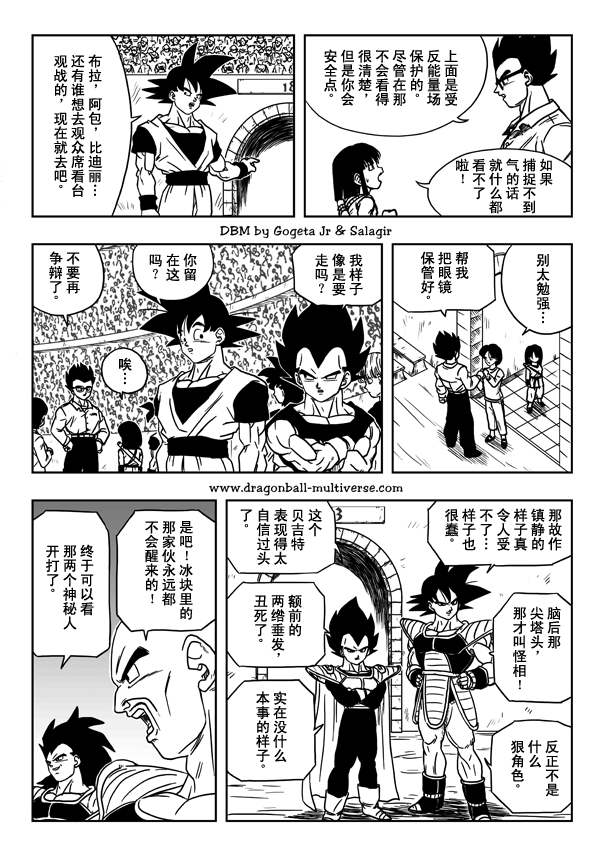 上面是受
反能量场
保护的。
尽管在那
不会看得
很清楚，
但是你会
安全点。
如果
捕捉不到
气的话
就什么都
看不了
啦！
布拉，阿包，比迪丽…
还有谁想去观众席看台
观战的，现在就去吧。
DBM by Gogeta Jr & Salagir
别太勉强…
帮我
把眼镜
保管好。
我样子
像是要
走吗？
你留
在这
吗？
唉…
不要再
争辩了。
www.dragonball-multiverse.com
那故作
镇静的
样子真
令人受
不了…
样子也
很蠢。
脑后那
尖塔头，
那才叫怪相！
反正不是
什么
狠角色。
这个
贝吉特
表现得太
自信过头
了。
额前的
两绺垂发，
丑死了。
实在没什么
本事的样子。
是吧！冰块里的
那家伙永远都
不会醒来的！
终于可以看
那两个神秘人
开打了。